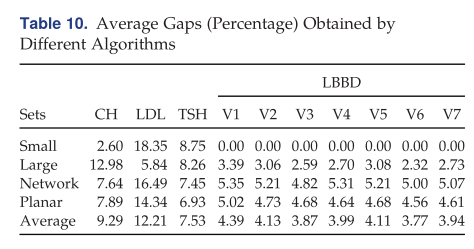 Table 10. Average Gaps (Percentage) Obtained by
Different Algorithms
LBBD
Sets CH LDL TSH V1 V2 V3 V4 V5 V6 V7
Small 2.60 18.35 8.75 0.00 0.00 0.00 0.00 0.00 0.00 0.00
Large 12.98 5.84 8.26 3.39 3.06 2.59 2.70 3.08 2.32 2.73
Network 7.64 16.49 7.45 5.35 5.21 4.82 5.31 5.21 5.00 5.07
Planar 7.89 14.34 6.93 5.02 4.73 4.68 4.64 4.68 4.56 4.61
Average 9.29 12.21 7.53 4.39 4.13 3.87 3.99 4.11 3.77 3.94